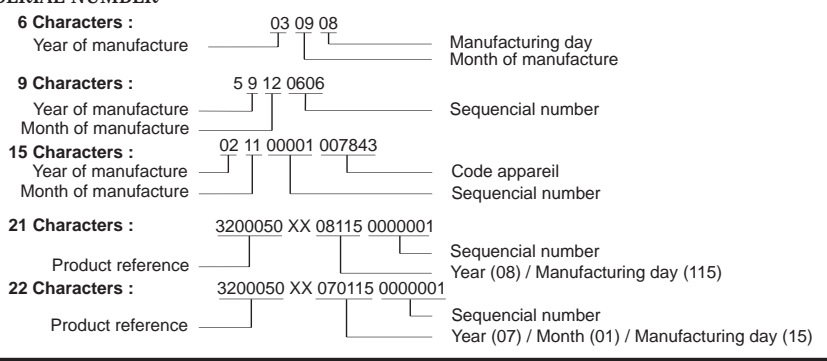 SERIAL NUMBER
6 Characters : 03 09 08
Year of manufacture Manufacturing day
Month of manufacture
9 Characters : 5 9 12 0606
Year of manufacture Sequencial number
Month of manufacture
15 Characters : 02 11 00001 007843
Year of manufacture Code appareil
Month of manufacture Sequencial number
21 Characters : 3200050 XX 08115 0000001
Sequencial number
Product reference Year (08) / Manufacturing day (115)
22 Characters : 3200050 XX 070115 0000001
Sequencial number
Product reference Year (07) / Month (01) / Manufacturing day (15)